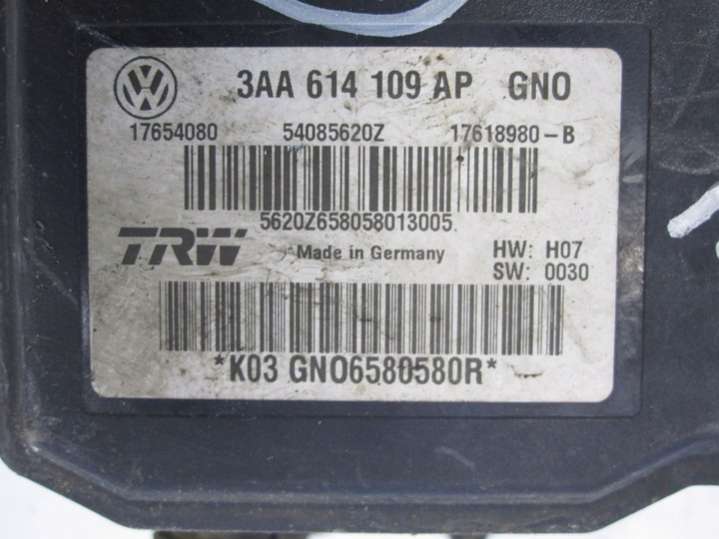 3AA 614 109 AP GNO
17654080 54085620Z 17618980-B
5620Z658058013005
TRW Made in Germany HW: H07
SW: 0030
*K03 GNO6580580R*